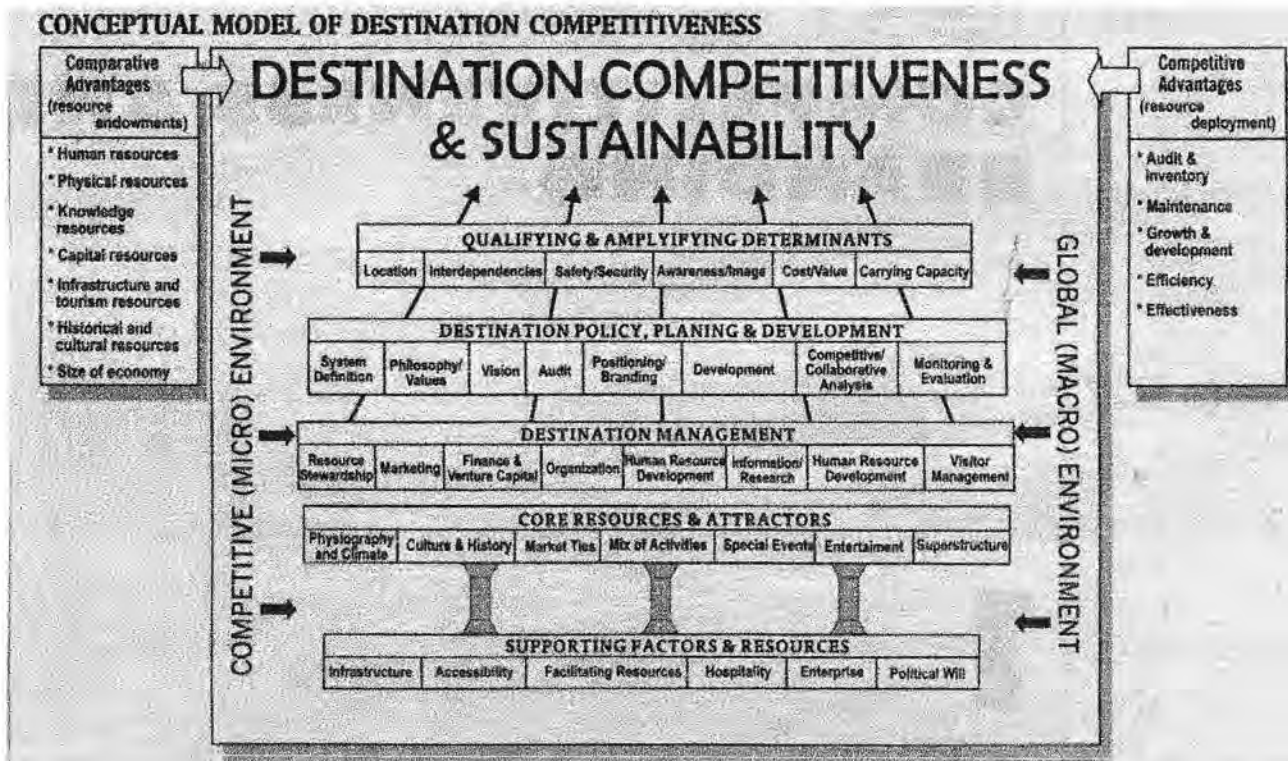 CONCEPTUAL MODEL OF DESTINATION COMPETITIVENESS
Comparative
Advantages
(resource
endowments)
* Human resources
* Physical resources
* Knowledge
resources
* Capital resources
* Infrastructure and
tourism resources
* Historical and
cultural resources
* Size of economy
COMPETITIVE (MICRO) ENVIRONMENT
DESTINATION COMPETITIVENESS
& SUSTAINABILITY
QUALIFYING & AMPLYIFYING DETERMINANTS
Location
Interdependencies
Safety/Security
Awareness/Image
Cost/Value
Carrying Capacity
DESTINATION POLICY, PLANING & DEVELOPMENT
System
Definition
Philosophy/
Values
Vision
Audit
Positioning/
Branding
Development
Competitive/
Collaborative
Analysis
Monitoring &
Evaluation
DESTINATION MANAGEMENT
Resource
Stewardship
Marketing
Finance &
Venture Capital
Organization
Human Resource
Development
Information/
Research
Human Resource
Development
Visitor
Management
CORE RESOURCES & ATTRACTORS
Physiography
and Climate
Culture & History
Market Ties
Mix of Activities
Special Events
Entertaiment
Superstructure
SUPPORTING FACTORS & RESOURCES
Infrastructure
Accessibility
Facilitating Resources
Hospitality
Enterprise
Political Will
GLOBAL (MACRO) ENVIRONMENT
Competitive
Advantages
(resource
deployment)
* Audit &
inventory
* Maintenance
* Growth &
development
* Efficiency
* Effectiveness